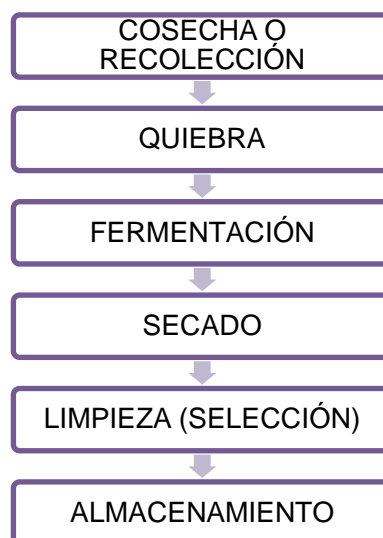 COSECHA O
RECOLECCIÓN
QUIEBRA
FERMENTACIÓN
SECADO
LIMPIEZA (SELECCIÓN)
ALMACENAMIENTO